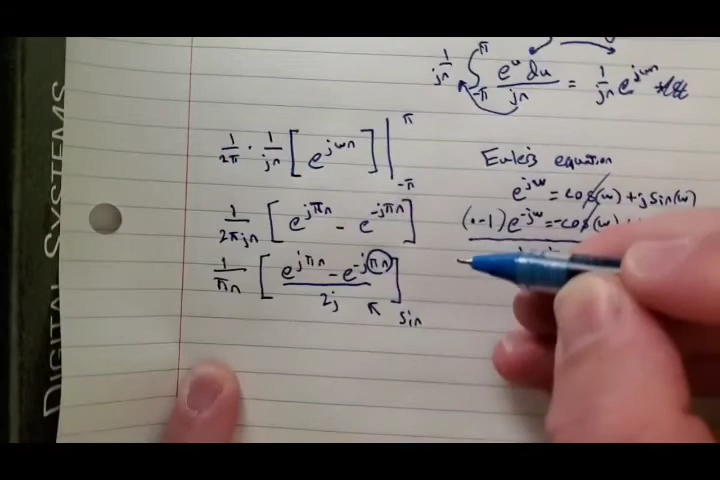 1/jn ∫_{-π}^{π} e^u du / jn = 1/jn e^{jwn}
1/2π · 1/jn [ e^{jwn} ] |_{-π}^{π}
Euler's equation
e^{jw} = cos(w) + j sin(w)
1/2πjn [ e^{jπn} - e^{-jπn} ]
(·-1) e^{-jw} = -cos(w) +
1/πn [ e^{jπn} - e^{-jπn} / 2j ]
sin
DIGITAL SYSTEMS